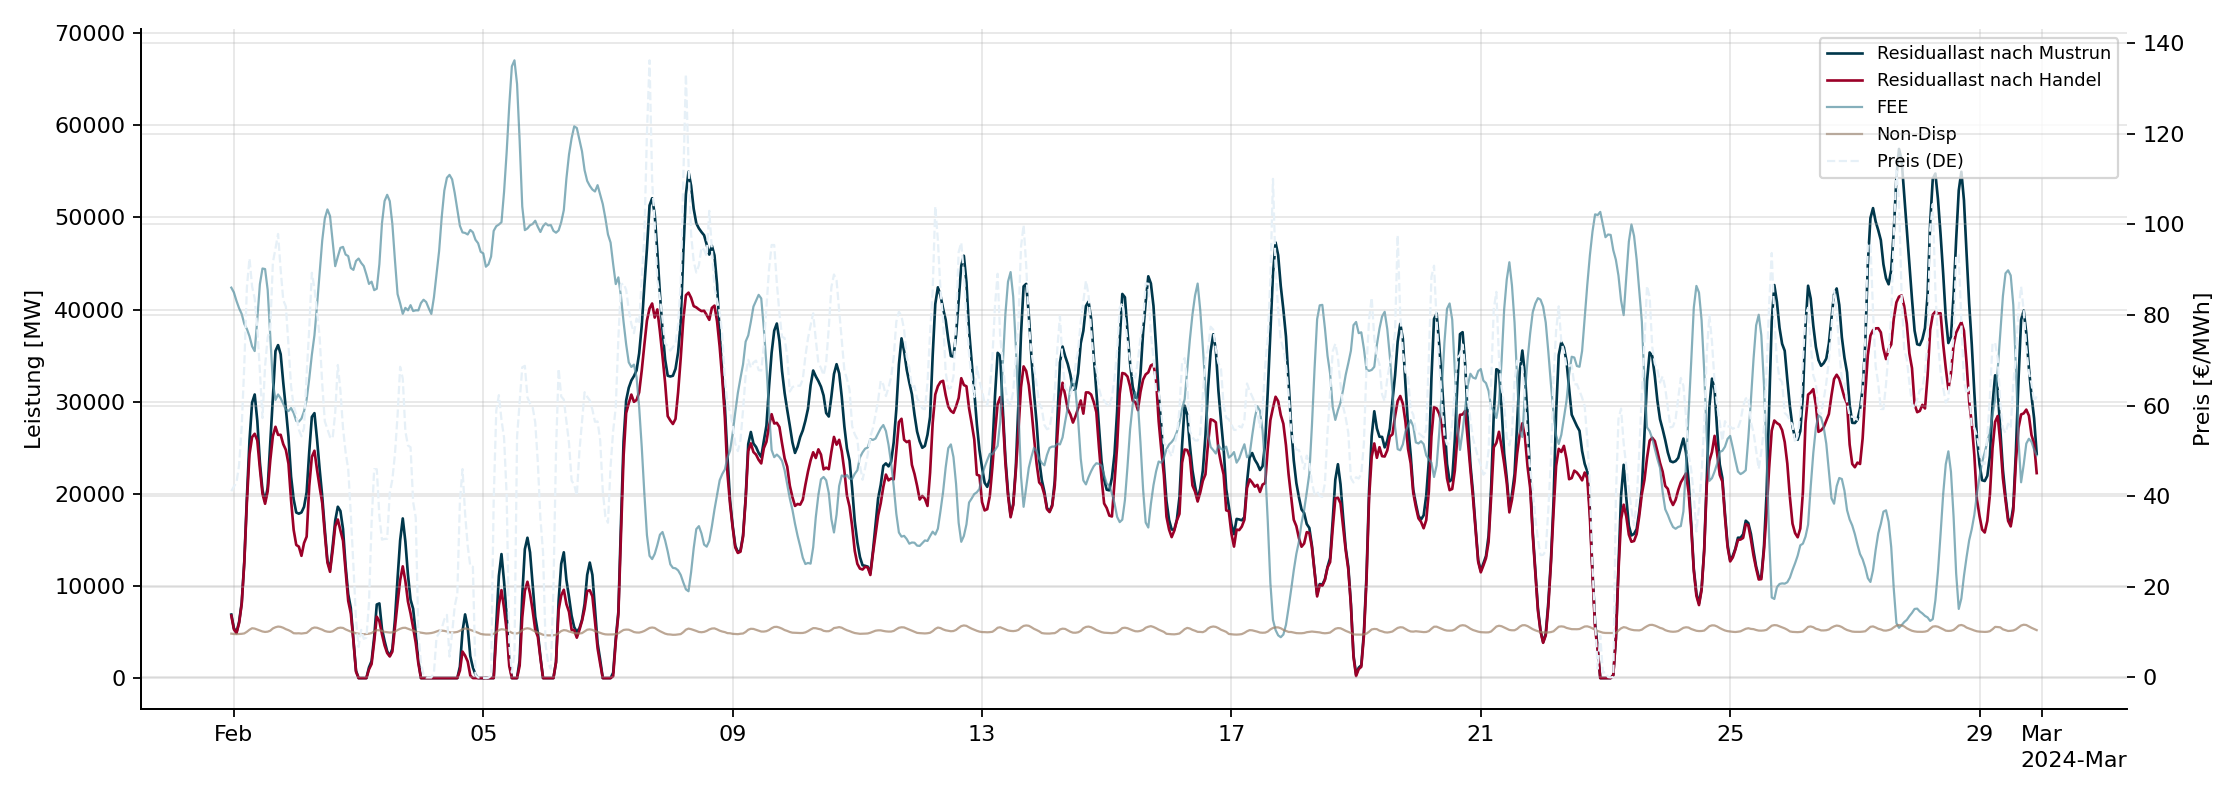 70000
60000
50000
40000
30000
20000
10000
0
Leistung [MW]
140
120
100
80
60
40
20
0
Preis [€/MWh]
Residuallast nach Mustrun
Residuallast nach Handel
FEE
Non-Disp
Preis (DE)
Feb
05
09
13
17
21
25
29
Mar
2024-Mar